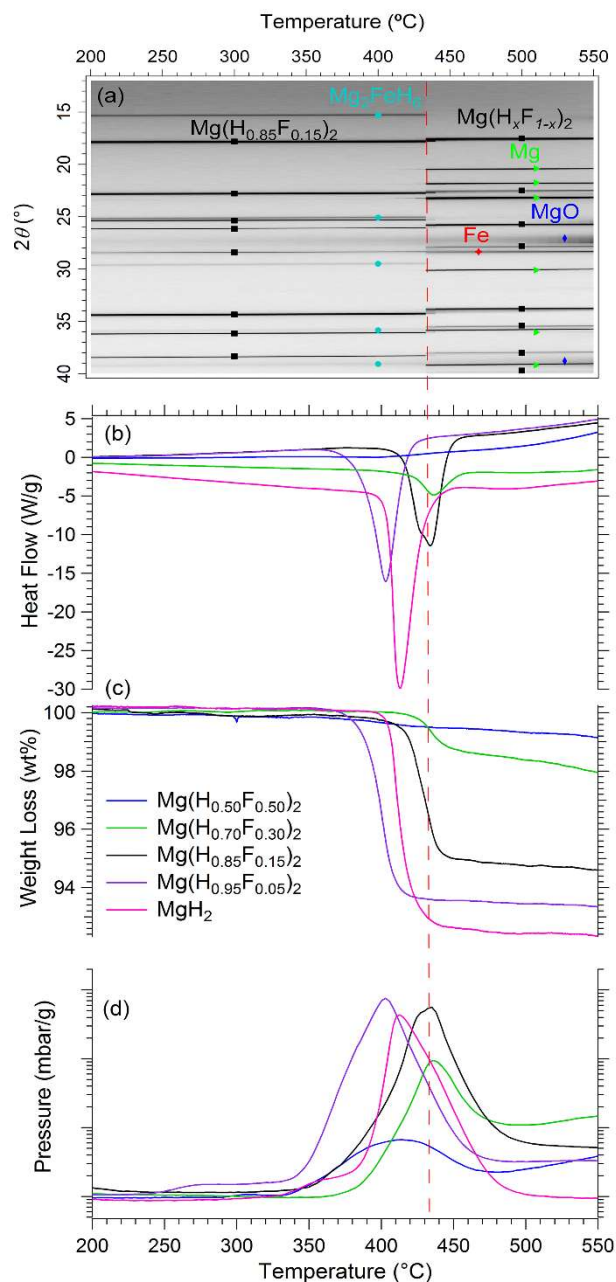 Temperature (ºC)
200 250 300 350 400 450 500 550
(a)
Mg₂FeH₆
Mg(H₀.₈₅F₀.₁₅)₂
Mg(HₓF₁₋ₓ)₂
Mg
MgO
Fe
2θ(°)
15
20
25
30
35
40
(b)
Heat Flow (W/g)
5
0
-5
-10
-15
-20
-25
-30
(c)
Weight Loss (wt%)
100
98
96
94
Mg(H₀.₅₀F₀.₅₀)₂
Mg(H₀.₇₀F₀.₃₀)₂
Mg(H₀.₈₅F₀.₁₅)₂
Mg(H₀.₉₅F₀.₀₅)₂
MgH₂
(d)
Pressure (mbar/g)
200 250 300 350 400 450 500 550
Temperature (°C)